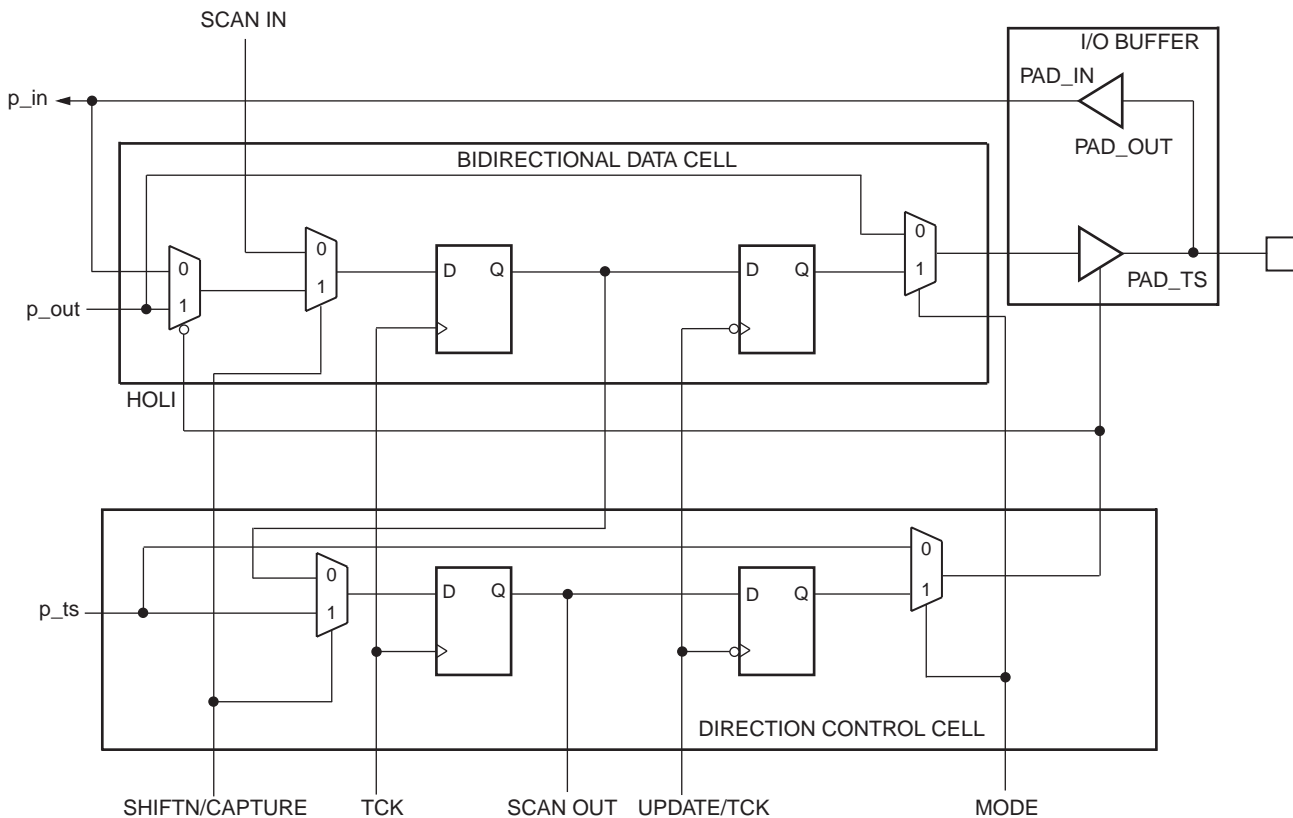 SCAN IN
I/O BUFFER
PAD_IN
p_in
PAD_OUT
BIDIRECTIONAL DATA CELL
0
1
0
1
D Q
D Q
0
1
PAD_TS
p_out
HOLI
0
1
D Q
D Q
0
1
p_ts
DIRECTION CONTROL CELL
SHIFTN/CAPTURE
TCK
SCAN OUT
UPDATE/TCK
MODE